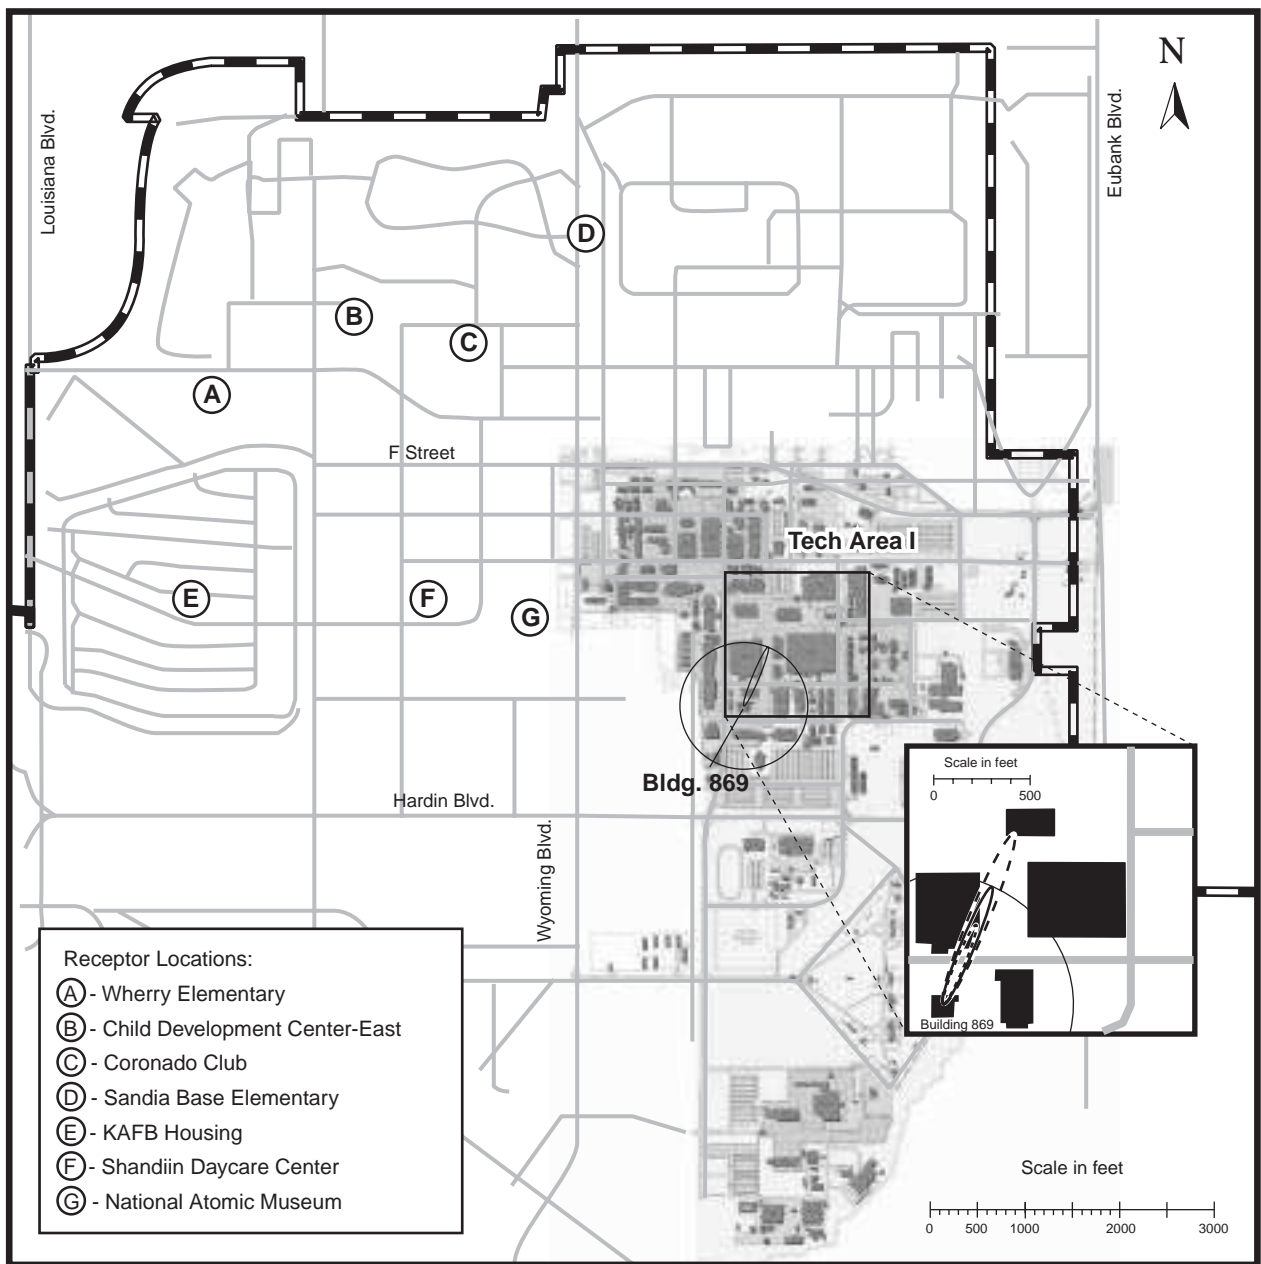 N
Louisiana Blvd.
Eubank Blvd.
D
B
C
A
F Street
Tech Area I
E
F
G
Bldg. 869
Hardin Blvd.
Wyoming Blvd.
Scale in feet
0 500
Building 869
Receptor Locations:
A - Wherry Elementary
B - Child Development Center-East
C - Coronado Club
D - Sandia Base Elementary
E - KAFB Housing
F - Shandiin Daycare Center
G - National Atomic Museum
Scale in feet
0 500 1000 2000 3000